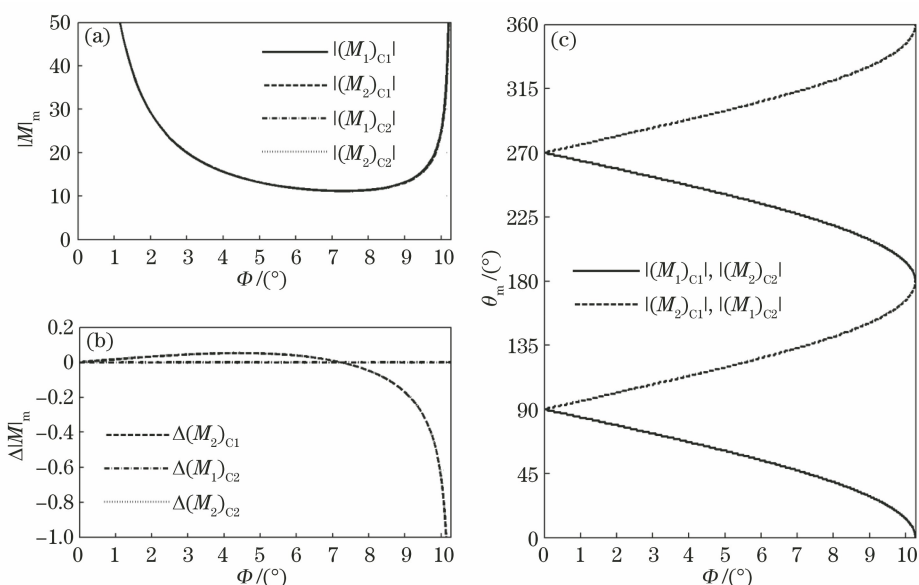 (a)
50
40
30
20
10
0
|M|m
|(M1)C1|
|(M2)C1|
|(M1)C2|
|(M2)C2|
0 1 2 3 4 5 6 7 8 9 10
Φ/(°)
(b)
0.2
0
−0.2
−0.4
−0.6
−0.8
−1.0
Δ|M|m
Δ(M2)C1
Δ(M1)C2
Δ(M2)C2
0 1 2 3 4 5 6 7 8 9 10
Φ/(°)
(c)
360
315
270
225
180
135
90
45
0
θm/(°)
|(M1)C1|, |(M2)C2|
|(M2)C1|, |(M1)C2|
0 1 2 3 4 5 6 7 8 9 10
Φ/(°)